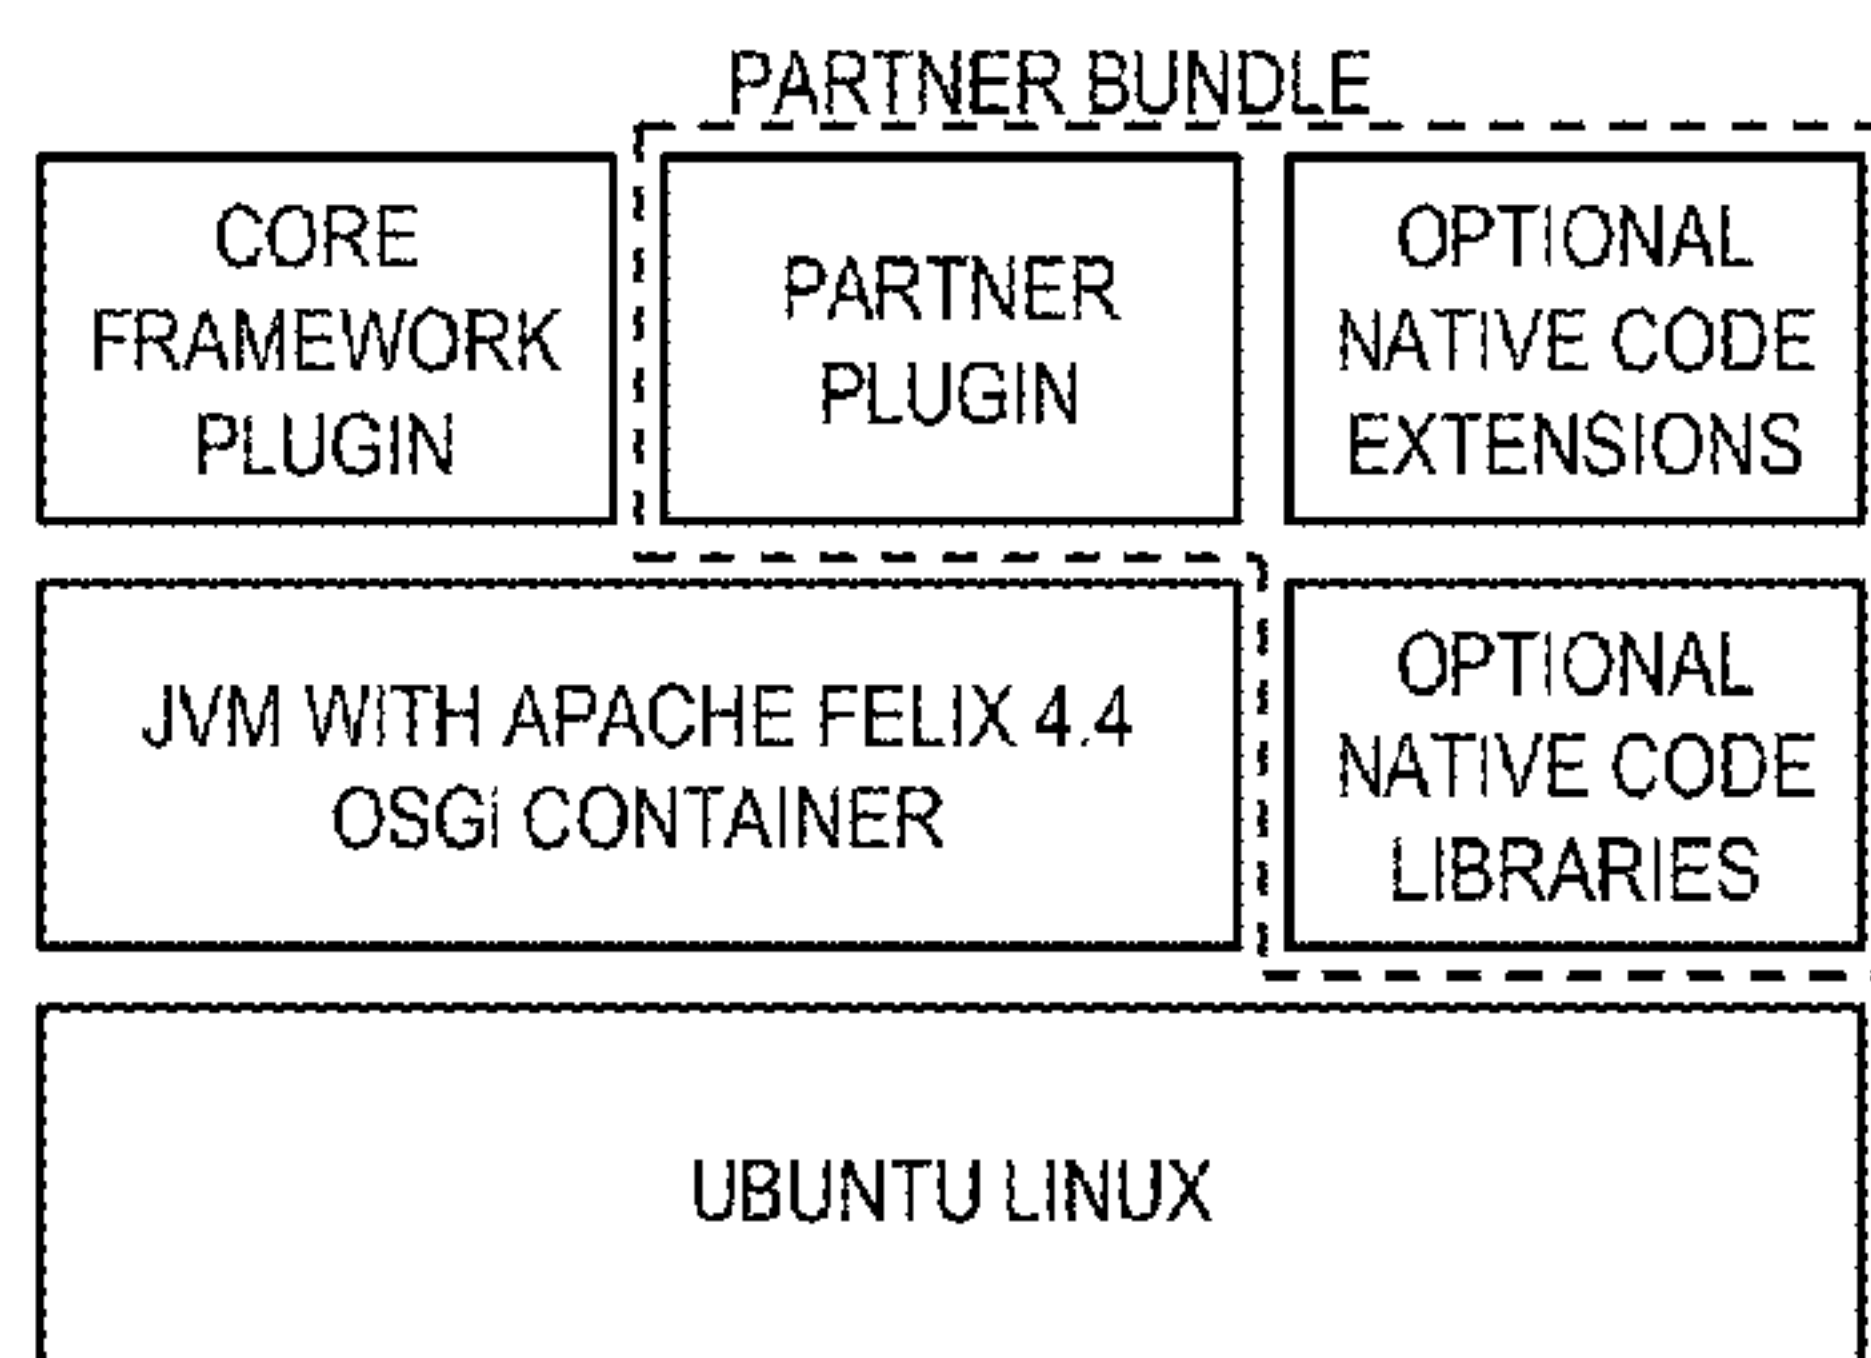 PARTNER BUNDLE
CORE
FRAMEWORK
PLUGIN
PARTNER
PLUGIN
OPTIONAL
NATIVE CODE
EXTENSIONS
JVM WITH APACHE FELIX 4.4
OSGi CONTAINER
OPTIONAL
NATIVE CODE
LIBRARIES
UBUNTU LINUX